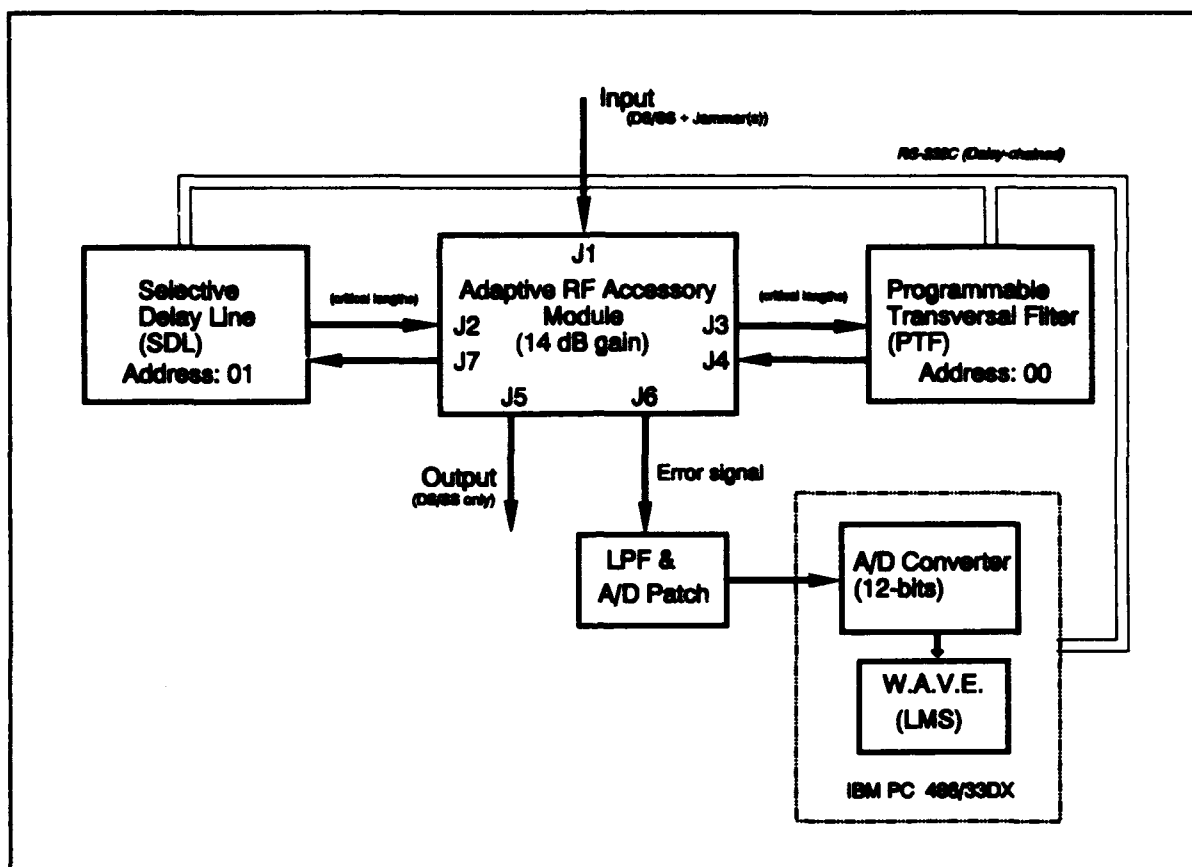 Input
(DS/SS + Jammer(s))
RS-232C (Daisy-chained)
J1
Selective
Delay Line
(SDL)
Address: 01
(critical lengths)
J2
J7
Adaptive RF Accessory
Module
(14 dB gain)
J3
J4
(critical lengths)
Programmable
Transversal Filter
(PTF)
Address: 00
J5
J6
Output
(DS/SS only)
Error signal
LPF &
A/D Patch
A/D Converter
(12-bits)
W.A.V.E.
(LMS)
IBM PC 486/33DX